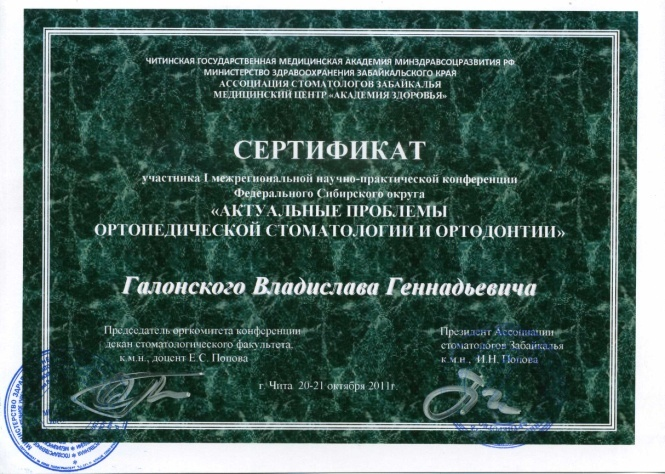 ЧИТИНСКАЯ ГОСУДАРСТВЕННАЯ МЕДИЦИНСКАЯ АКАДЕМИЯ МИНЗДРАВСОЦРАЗВИТИЯ РФ
МИНИСТЕРСТВО ЗДРАВООХРАНЕНИЯ ЗАБАЙКАЛЬСКОГО КРАЯ
АССОЦИАЦИЯ СТОМАТОЛОГОВ ЗАБАЙКАЛЬЯ
МЕДИЦИНСКИЙ ЦЕНТР «АКАДЕМИЯ ЗДОРОВЬЯ»
СЕРТИФИКАТ
участника I межрегиональной научно-практической конференции
Федерального Сибирского округа
«АКТУАЛЬНЫЕ ПРОБЛЕМЫ
ОРТОПЕДИЧЕСКОЙ СТОМАТОЛОГИИ И ОРТОДОНТИИ»
Галонского Владислава Геннадьевича
Председатель оргкомитета конференции
декан стоматологического факультета,
к.м.н., доцент Е.С. Попова
Президент Ассоциации
стоматологов Забайкалья
к.м.н., И.Н. Попова
г. Чита 20-21 октября 2011г.